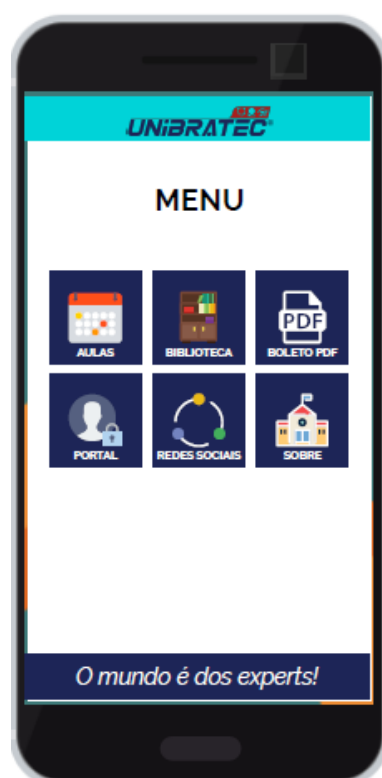 UNiBRATEC
MENU
AULAS
BIBLIOTECA
PDF
BOLETO PDF
PORTAL
REDES SOCIAIS
SOBRE
O mundo é dos experts!